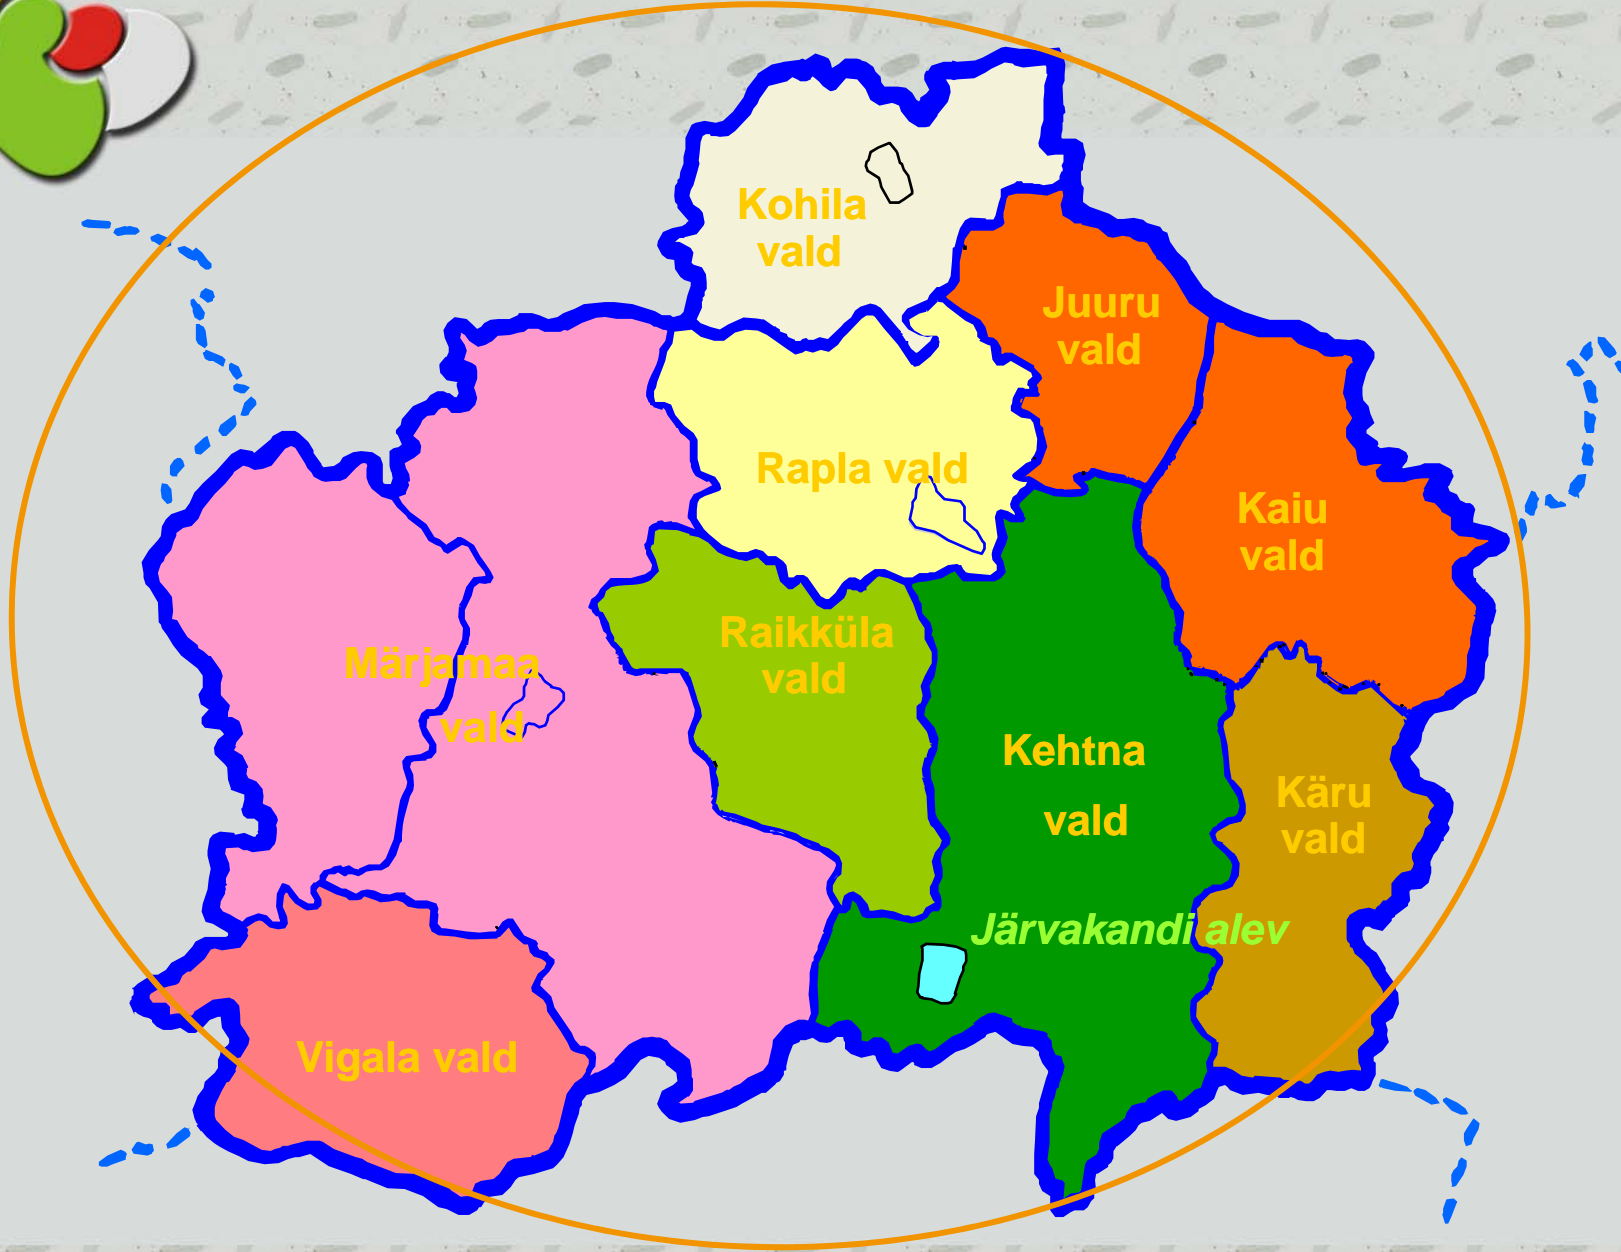 Kohila
vald
Juuru
vald
Rapla vald
Kaiu
vald
Raikküla
vald
Märjamaa
vald
Kehtna
vald
Käru
vald
Järvakandi alev
Vigala vald